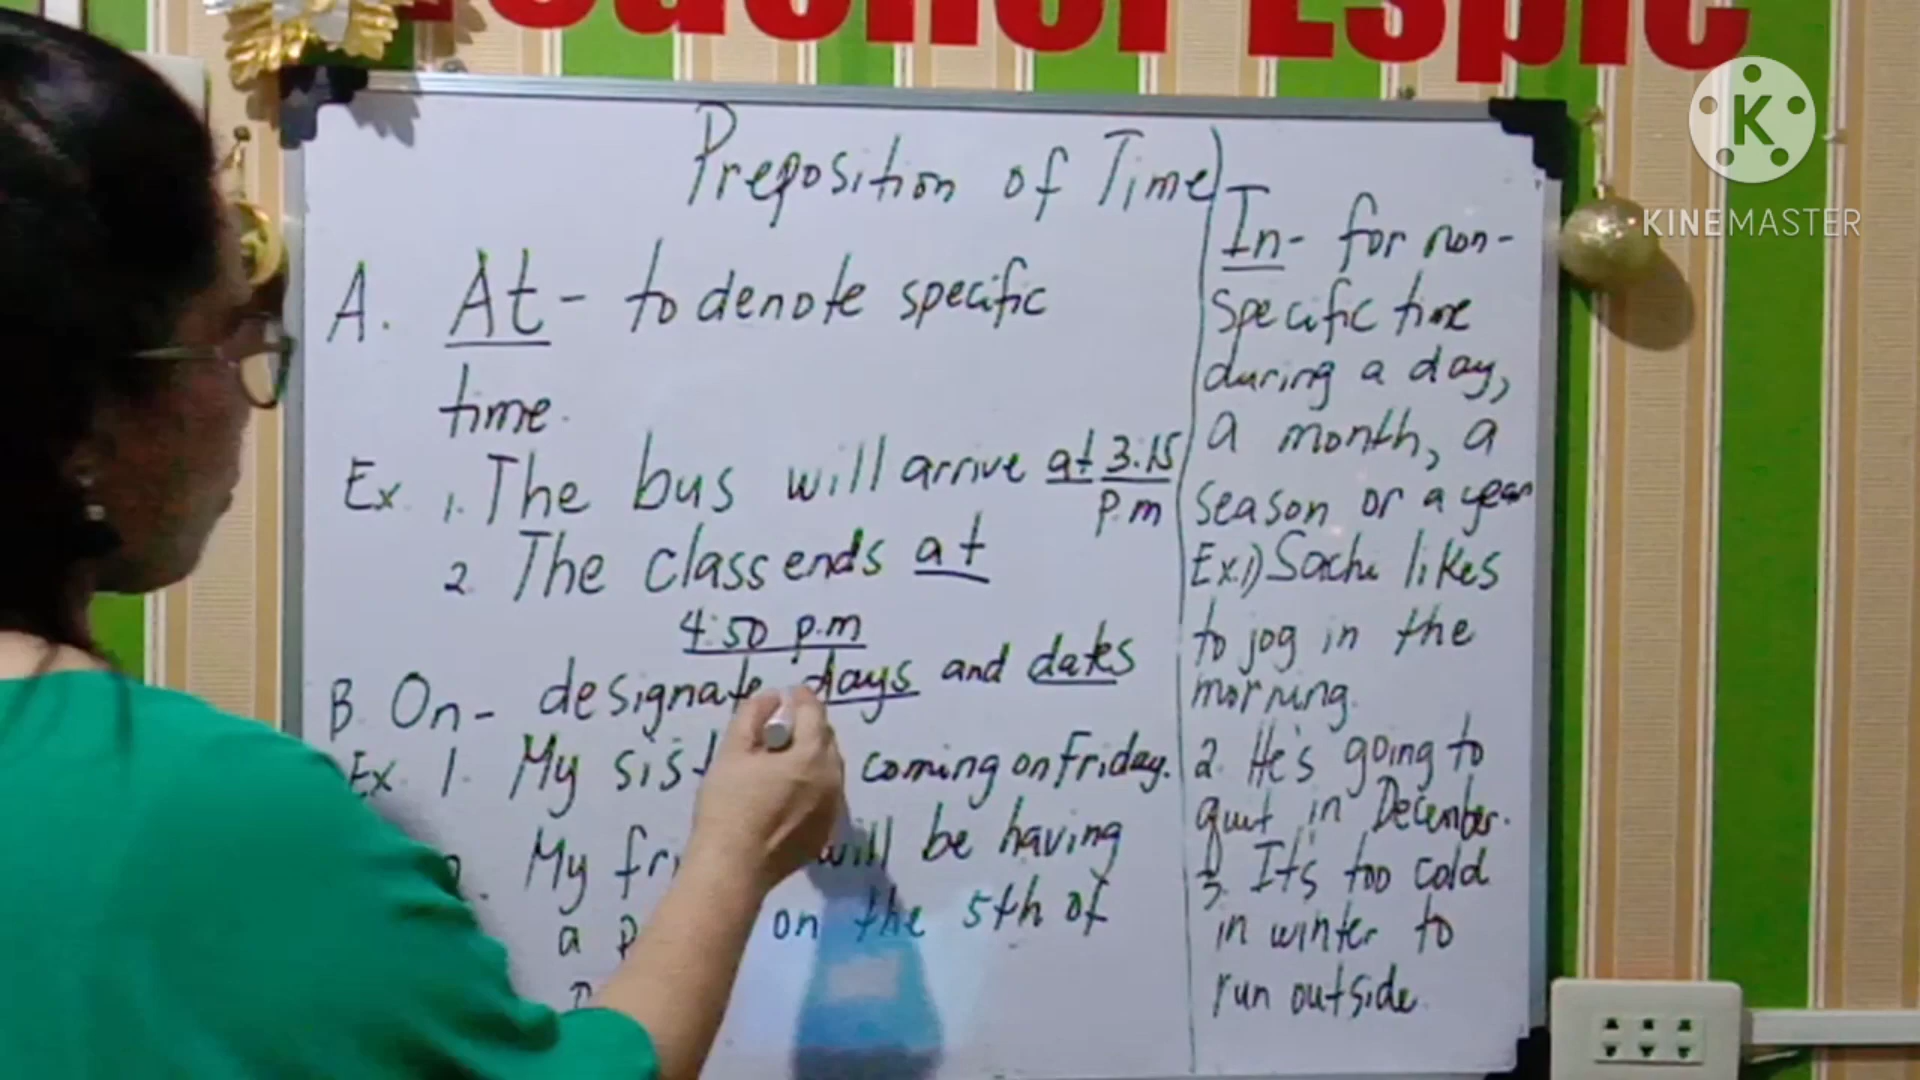 Teacher Espie
KINEMASTER
Preposition of Time
A. At - to denote specific
time.
Ex. 1. The bus will arrive at 3:15
p.m
2. The class ends at
4:50 p.m
B. On - designate days and dates
Ex. 1. My coming on Friday.
My will be having
a on the 5th of
In - for non-
specific time
during a day,
a month, a
season or a year
Ex. 1) Sachi likes
to jog in the
morning.
2. He's going to
quit in December.
3. It's too cold
in winter to
run outside.